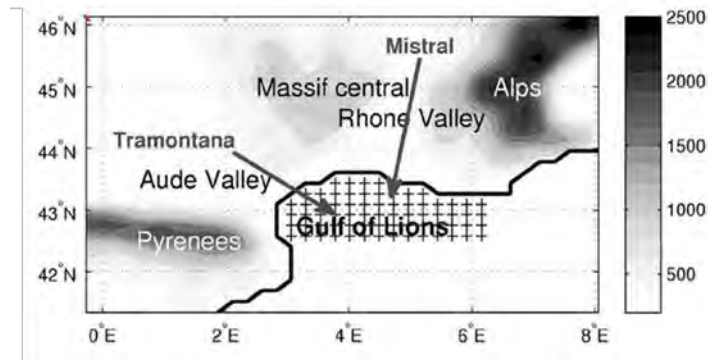 46°N
Mistral
2500
Massif central
Alps
2000
45°N
Rhone Valley
Tramontana
44°N
1500
Aude Valley
43°N
1000
Gulf of Lions
Pyrenees
42°N
500
0°E
2°E
4°E
6°E
8°E